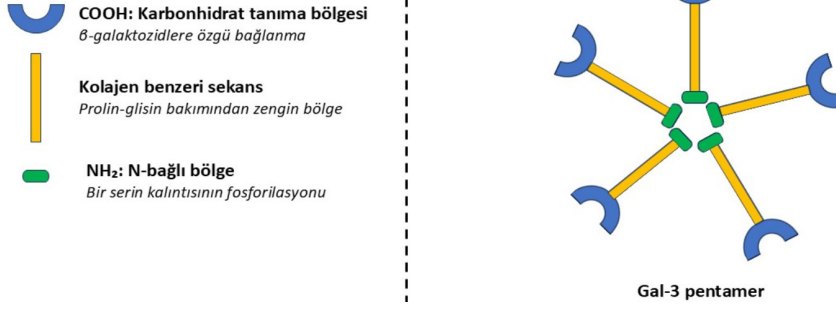 COOH: Karbonhidrat tanıma bölgesi
β-galaktozidlere özgü bağlanma
Kolajen benzeri sekans
Prolin-glisin bakımından zengin bölge
NH₂: N-bağlı bölge
Bir serin kalıntısının fosforilasyonu
Gal-3 pentamer